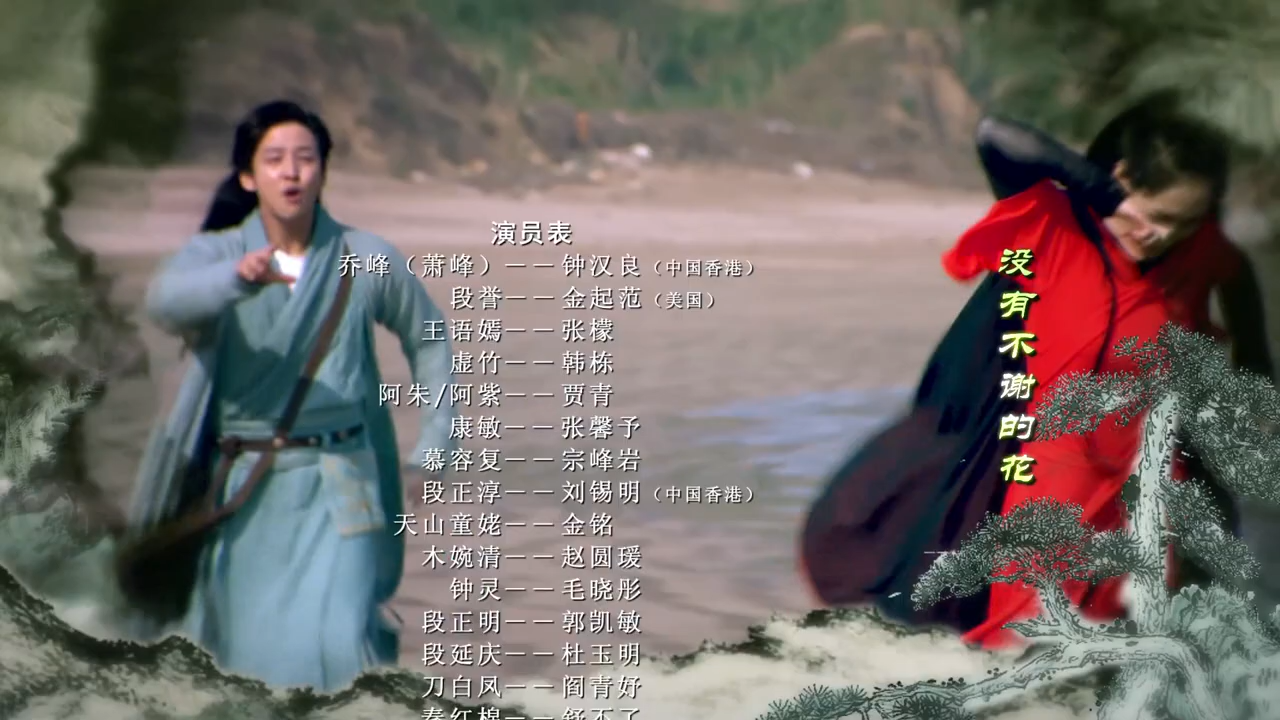 演员表
乔峰（萧峰）——钟汉良（中国香港）
段誉——金起范（美国）
王语嫣——张檬
虚竹——韩栋
阿朱/阿紫——贾青
康敏——张馨予
慕容复——宗峰岩
段正淳——刘锡明（中国香港）
天山童姥——金铭
木婉清——赵圆瑗
钟灵——毛晓彤
段正明——郭凯敏
段延庆——杜玉明
刀白凤——阎青妤
没有不谢的花